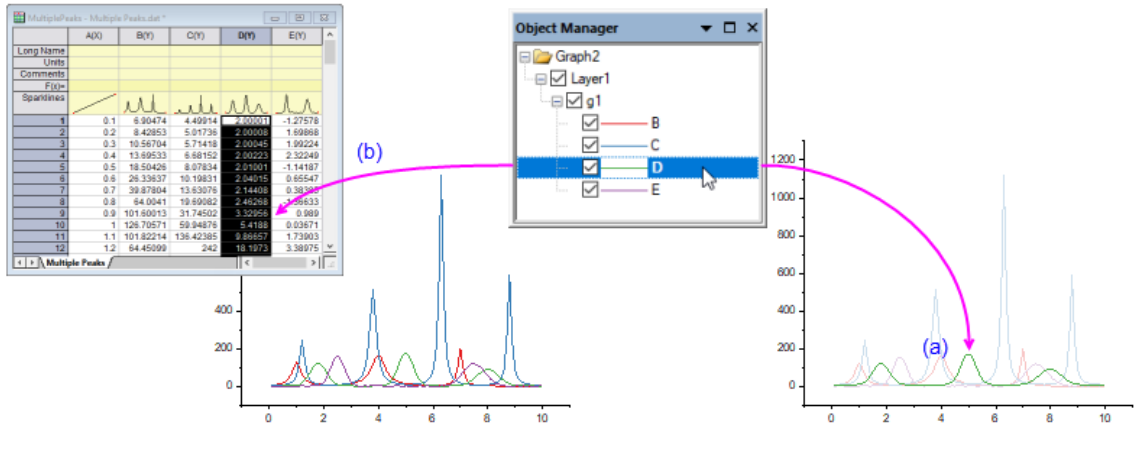 MultiplePeaks - Multiple Peaks.dat *
A(X) B(Y) C(Y) D(Y) E(Y)
Long Name
Units
Comments
F(x)=
Sparklines
1 0.1 6.90474 4.49914 2.00001 -1.27578
2 0.2 8.42853 5.01736 2.00008 1.69868
3 0.3 10.56704 5.71418 2.00045 1.99224
4 0.4 13.69533 6.68152 2.00223 2.32249
5 0.5 18.50426 8.07834 2.01001 -1.14187
6 0.6 26.33637 10.19831 2.04015 0.65547
7 0.7 39.87804 13.63076 2.14408
8 0.8 64.0041 19.69082 2.46268
9 0.9 101.60013 31.74502 3.32956 0.989
10 1 126.70571 59.94876 5.4188 0.03671
11 1.1 101.82214 136.42385 9.86657 1.73903
12 1.2 64.45099 242 18.1973 3.38975
Multiple Peaks
Object Manager
Graph2
Layer1
g1
B
C
D
E
(b)
(a)
400
200
0
0 2 4 6 8 10
1200
1000
800
600
400
200
0
0 2 4 6 8 10